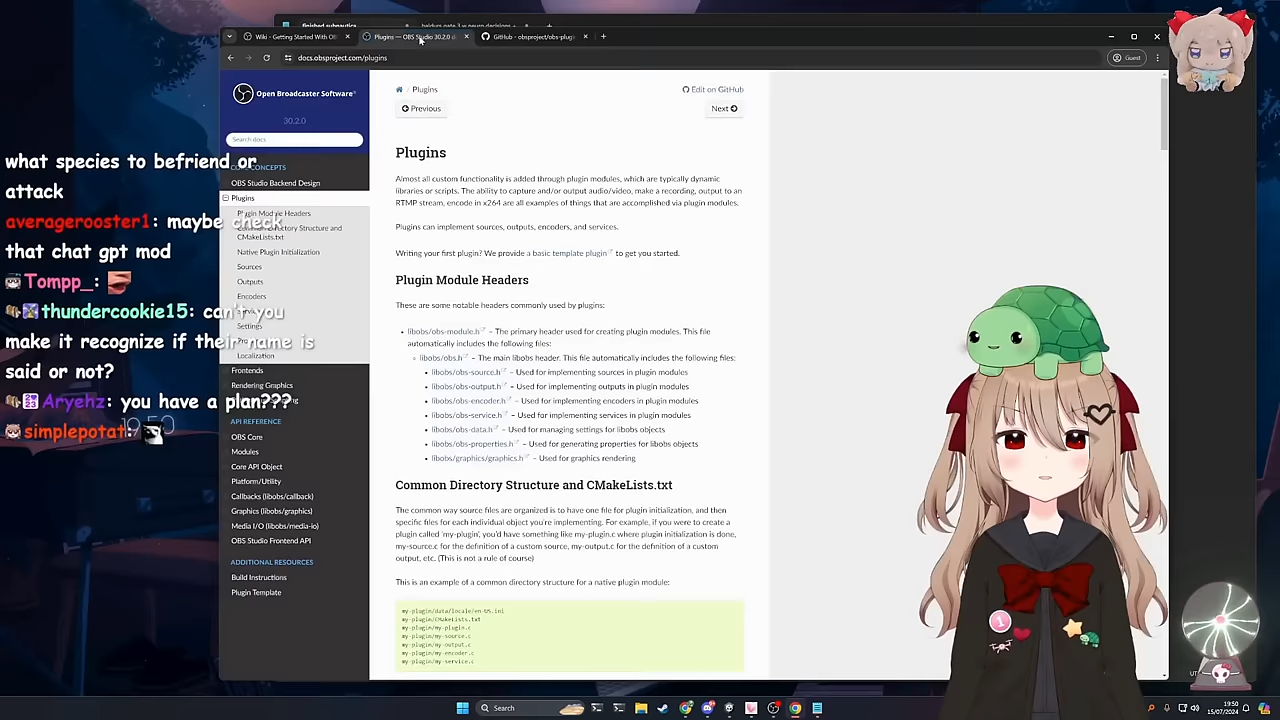 finished subnautica
baldurs gate 3 w neuro decisions +
Wiki - Getting Started With OB
Plugins — OBS Studio 30.2.0 d
GitHub - obsproject/obs-plugi
docs.obsproject.com/plugins
Guest
Open Broadcaster Software
30.2.0
Search docs
OBS Studio Backend Design
Plugins
Plugin Module Headers
Common Directory Structure and
CMakeLists.txt
Native Plugin Initialization
Sources
Outputs
Encoders
Settings
Localization
Frontends
Rendering Graphics
API REFERENCE
OBS Core
Modules
Core API Object
Platform/Utility
Callbacks (libobs/callback)
Graphics (libobs/graphics)
Media I/O (libobs/media-io)
OBS Studio Frontend API
ADDITIONAL RESOURCES
Build Instructions
Plugin Template
what species to befriend or
attack
averagerooster1: maybe check
that chat gpt mod
Tompp_:
thundercookie15: can't you
make it recognize if their name is
said or not?
Aryehz: you have a plan???
simplepotat:
19:50
/ Plugins
Edit on GitHub
Previous
Next
Plugins
Almost all custom functionality is added through plugin modules, which are typically dynamic
libraries or scripts. The ability to capture and/or output audio/video, make a recording, output to an
RTMP stream, encode in x264 are all examples of things that are accomplished via plugin modules.
Plugins can implement sources, outputs, encoders, and services.
Writing your first plugin? We provide a basic template plugin to get you started.
Plugin Module Headers
These are some notable headers commonly used by plugins:
• libobs/obs-module.h – The primary header used for creating plugin modules. This file
automatically includes the following files:
◦ libobs/obs.h – The main libobs header. This file automatically includes the following files:
▪ libobs/obs-source.h – Used for implementing sources in plugin modules
▪ libobs/obs-output.h – Used for implementing outputs in plugin modules
▪ libobs/obs-encoder.h – Used for implementing encoders in plugin modules
▪ libobs/obs-service.h – Used for implementing services in plugin modules
▪ libobs/obs-data.h – Used for managing settings for libobs objects
▪ libobs/obs-properties.h – Used for generating properties for libobs objects
▪ libobs/graphics/graphics.h – Used for graphics rendering
Common Directory Structure and CMakeLists.txt
The common way source files are organized is to have one file for plugin initialization, and then
specific files for each individual object you're implementing. For example, if you were to create a
plugin called 'my-plugin', you'd have something like my-plugin.c where plugin initialization is done,
my-source.c for the definition of a custom source, my-output.c for the definition of a custom
output, etc. (This is not a rule of course)
This is an example of a common directory structure for a native plugin module:
my-plugin/data/locale/en-US.ini
my-plugin/CMakeLists.txt
my-plugin/my-plugin.c
my-plugin/my-source.c
my-plugin/my-output.c
my-plugin/my-encoder.c
my-plugin/my-service.c
1
UT
Search
19:50
15/07/2024